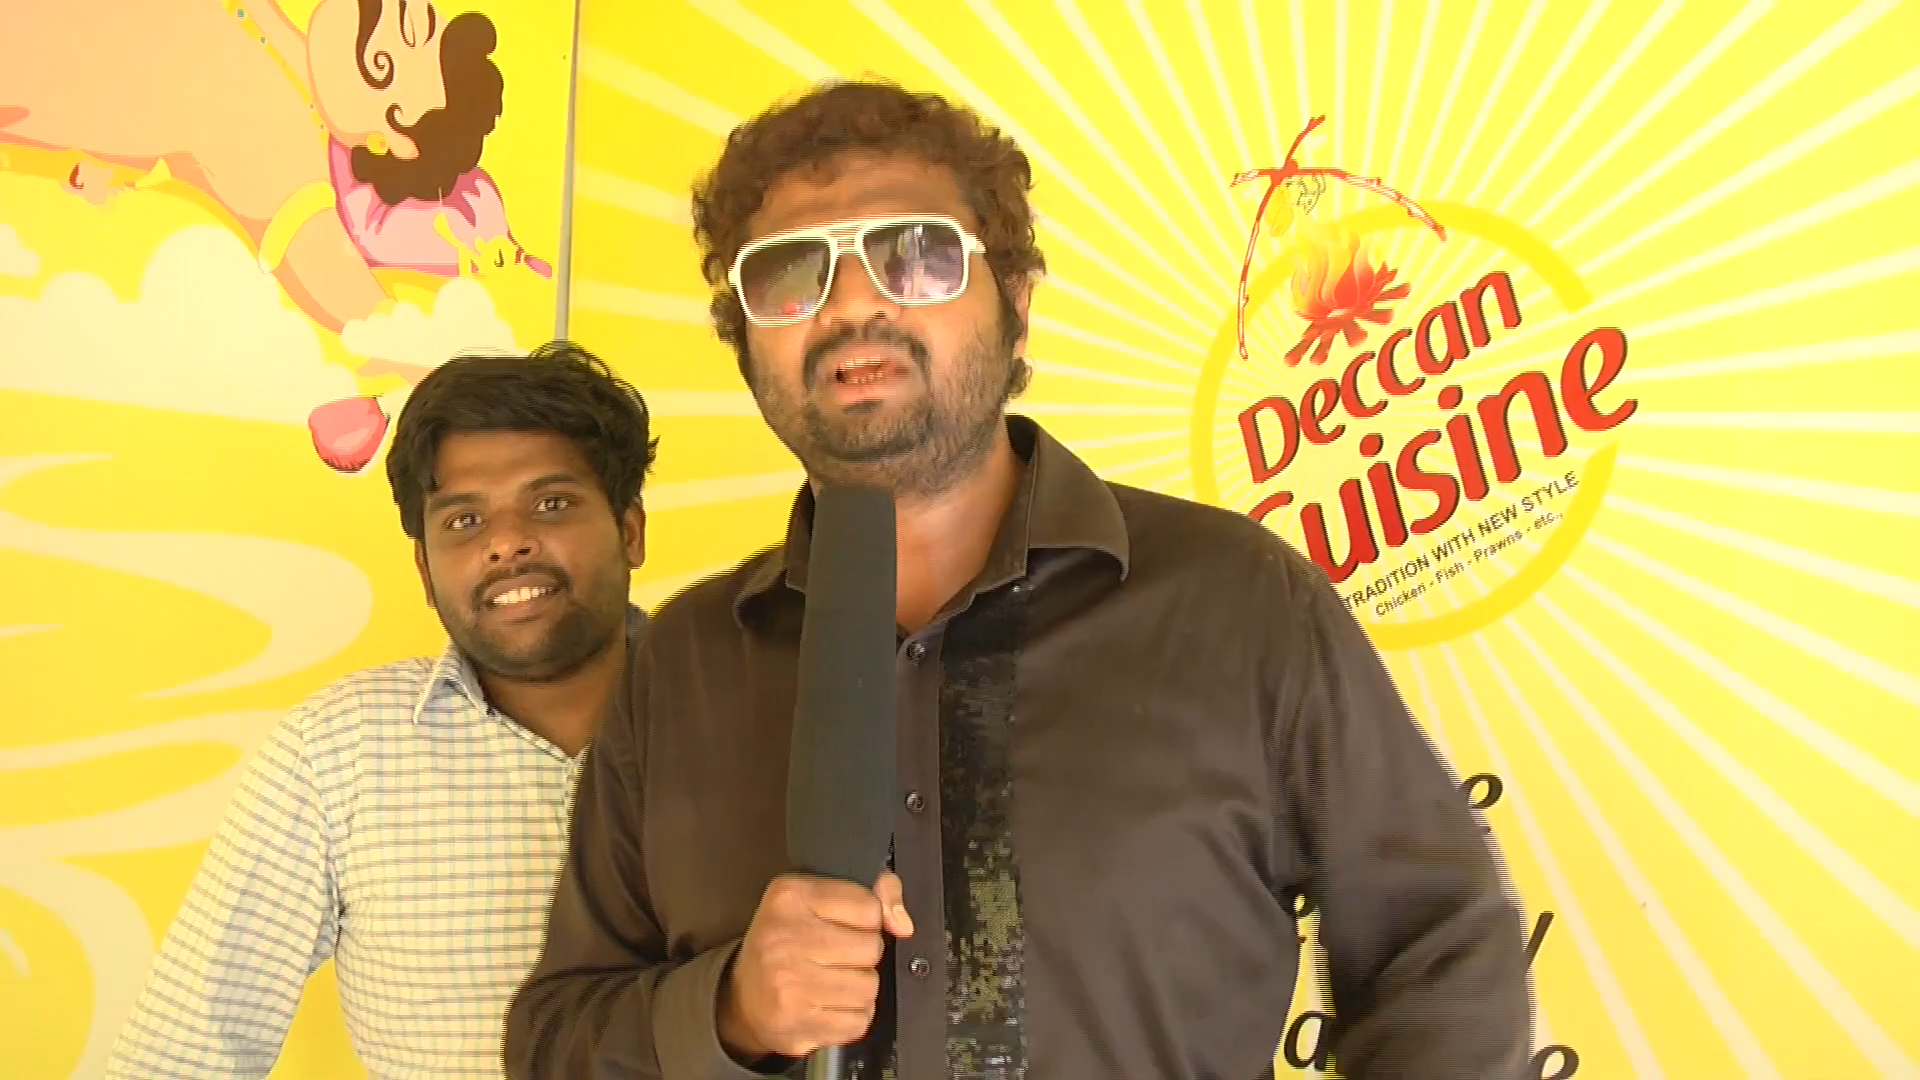 Deccan
Cuisine
TRADITION WITH NEW STYLE
Chicken - Fish - Prawns - etc.,